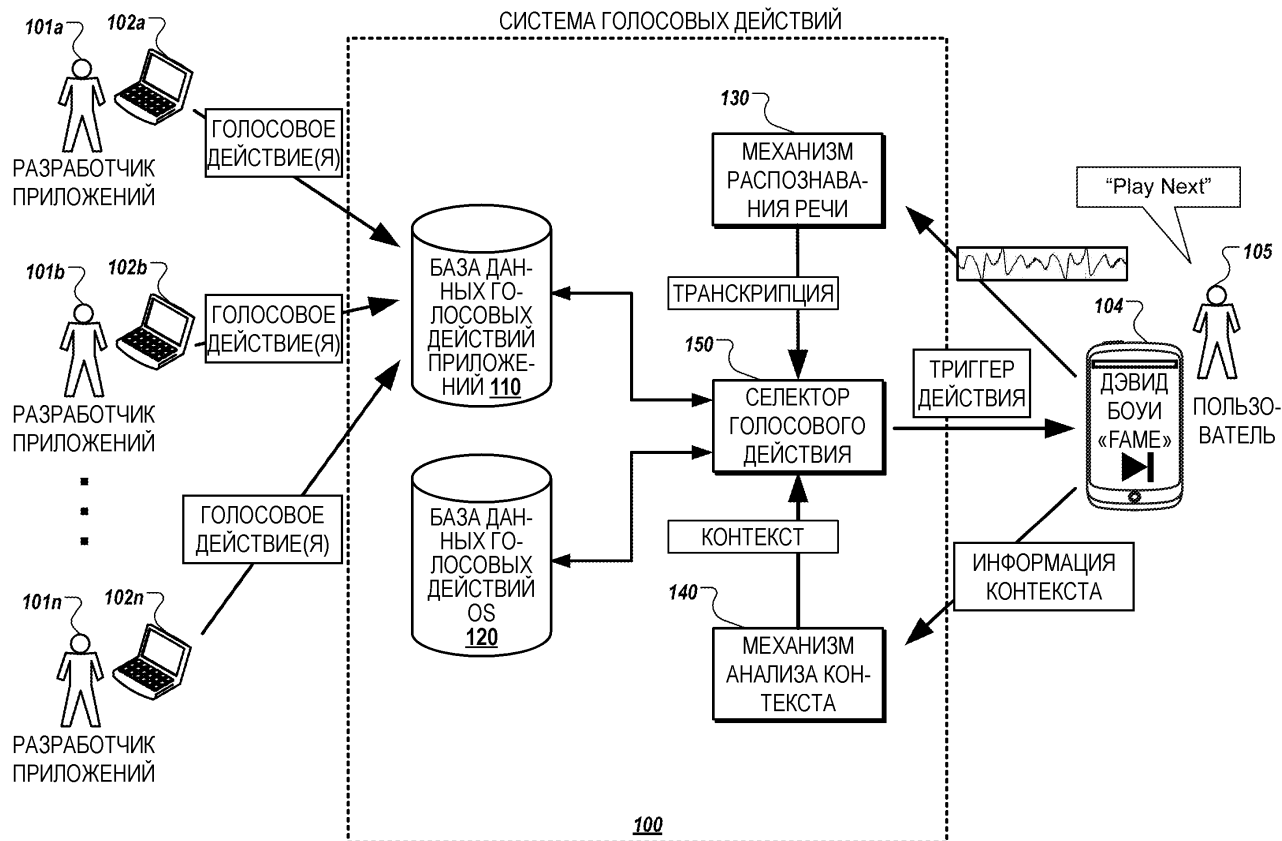 СИСТЕМА ГОЛОСОВЫХ ДЕЙСТВИЙ
101a
102a
РАЗРАБОТЧИК
ПРИЛОЖЕНИЙ
ГОЛОСОВОЕ
ДЕЙСТВИЕ(Я)
101b
102b
РАЗРАБОТЧИК
ПРИЛОЖЕНИЙ
ГОЛОСОВОЕ
ДЕЙСТВИЕ(Я)
101n
102n
РАЗРАБОТЧИК
ПРИЛОЖЕНИЙ
ГОЛОСОВОЕ
ДЕЙСТВИЕ(Я)
БАЗА ДАН-
НЫХ ГО-
ЛОСОВЫХ
ДЕЙСТВИЙ
ПРИЛОЖЕ-
НИЙ 110
БАЗА ДАН-
НЫХ ГО-
ЛОСОВЫХ
ДЕЙСТВИЙ
OS
120
130
МЕХАНИЗМ
РАСПОЗНАВА-
НИЯ РЕЧИ
ТРАНСКРИПЦИЯ
150
СЕЛЕКТОР
ГОЛОСОВОГО
ДЕЙСТВИЯ
КОНТЕКСТ
140
МЕХАНИЗМ
АНАЛИЗА КОН-
ТЕКСТА
100
“Play Next”
105
104
ТРИГГЕР
ДЕЙСТВИЯ
ДЭВИД
БОУИ
«FAME»
ПОЛЬЗО-
ВАТЕЛЬ
ИНФОРМАЦИЯ
КОНТЕКСТА